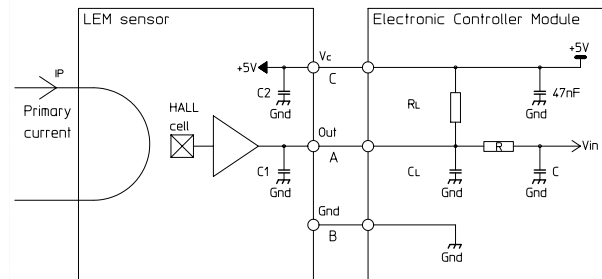 LEM sensor
Electronic Controller Module
IP
Primary
current
HALL
cell
+5V
C2
Gnd
C1
Gnd
Vc
C
Out
A
Gnd
B
+5V
RL
47nF
Gnd
R
Vin
CL
Gnd
C
Gnd
Gnd